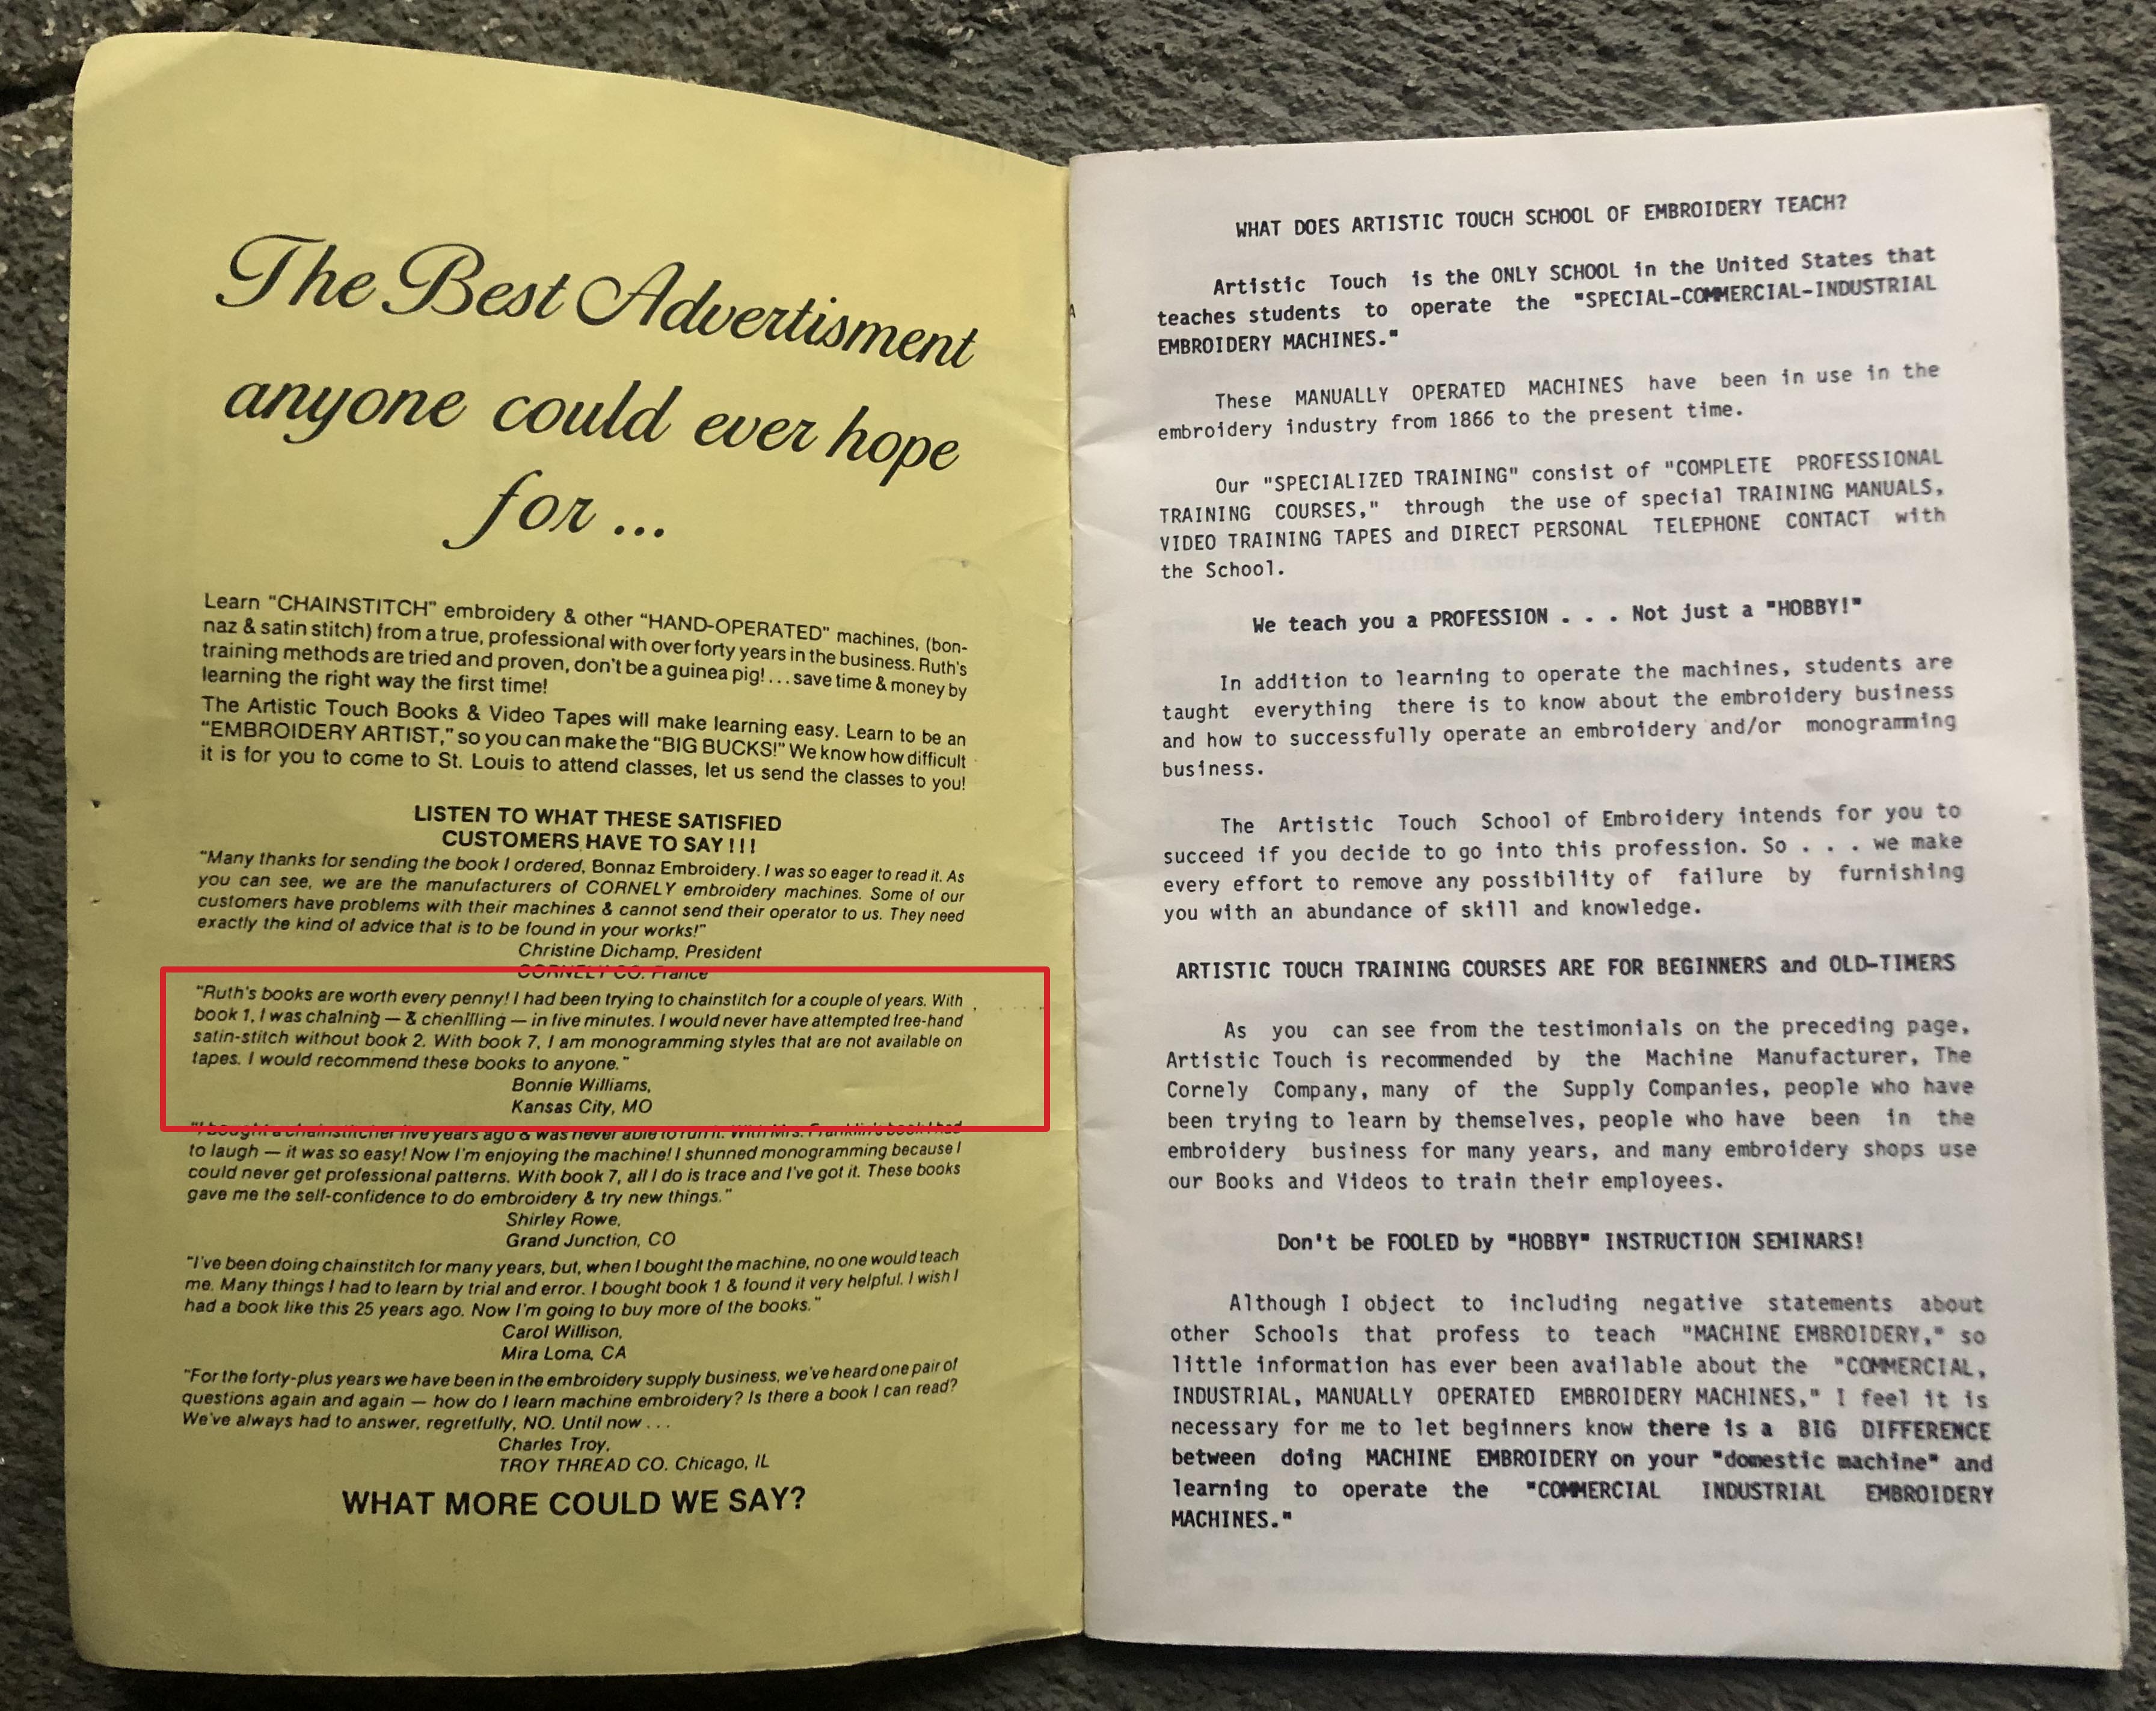 The Best Advertisment
anyone could ever hope
for ...
Learn "CHAINSTITCH" embroidery & other "HAND-OPERATED" machines, (bon-
naz & satin stitch) from a true, professional with over forty years in the business. Ruth's
training methods are tried and proven, don't be a guinea pig! ... save time & money by
learning the right way the first time!
The Artistic Touch Books & Video Tapes will make learning easy. Learn to be an
"EMBROIDERY ARTIST," so you can make the "BIG BUCKS!" We know how difficult
it is for you to come to St. Louis to attend classes, let us send the classes to you!
LISTEN TO WHAT THESE SATISFIED
CUSTOMERS HAVE TO SAY!!!
"Many thanks for sending the book I ordered, Bonnaz Embroidery. I was so eager to read it. As
you can see, we are the manufacturers of CORNELY embroidery machines. Some of our
customers have problems with their machines & cannot send their operator to us. They need
exactly the kind of advice that is to be found in your works!"
Christine Dichamp, President
CORNELY CO. France
"Ruth's books are worth every penny! I had been trying to chainstitch for a couple of years. With
book 1, I was chaining — & chenilling — in five minutes. I would never have attempted free-hand
satin-stitch without book 2. With book 7, I am monogramming styles that are not available on
tapes. I would recommend these books to anyone."
Bonnie Williams,
Kansas City, MO
"I bought a chainstitcher five years ago & was never able to run it. With Mrs. Franklin's book I had
to laugh — it was so easy! Now I'm enjoying the machine! I shunned monogramming because I
could never get professional patterns. With book 7, all I do is trace and I've got it. These books
gave me the self-confidence to do embroidery & try new things."
Shirley Rowe,
Grand Junction, CO
"I've been doing chainstitch for many years, but, when I bought the machine, no one would teach
me. Many things I had to learn by trial and error. I bought book 1 & found it very helpful. I wish I
had a book like this 25 years ago. Now I'm going to buy more of the books."
Carol Willison,
Mira Loma, CA
"For the forty-plus years we have been in the embroidery supply business, we've heard one pair of
questions again and again — how do I learn machine embroidery? Is there a book I can read?
We've always had to answer, regretfully, NO. Until now ...
Charles Troy,
TROY THREAD CO. Chicago, IL
WHAT MORE COULD WE SAY?
WHAT DOES ARTISTIC TOUCH SCHOOL OF EMBROIDERY TEACH?
Artistic Touch is the ONLY SCHOOL in the United States that
teaches students to operate the "SPECIAL-COMMERCIAL-INDUSTRIAL
EMBROIDERY MACHINES."
These MANUALLY OPERATED MACHINES have been in use in the
embroidery industry from 1866 to the present time.
Our "SPECIALIZED TRAINING" consist of "COMPLETE PROFESSIONAL
TRAINING COURSES," through the use of special TRAINING MANUALS,
VIDEO TRAINING TAPES and DIRECT PERSONAL TELEPHONE CONTACT with
the School.
We teach you a PROFESSION . . . Not just a "HOBBY!"
In addition to learning to operate the machines, students are
taught everything there is to know about the embroidery business
and how to successfully operate an embroidery and/or monogramming
business.
The Artistic Touch School of Embroidery intends for you to
succeed if you decide to go into this profession. So . . . we make
every effort to remove any possibility of failure by furnishing
you with an abundance of skill and knowledge.
ARTISTIC TOUCH TRAINING COURSES ARE FOR BEGINNERS and OLD-TIMERS
As you can see from the testimonials on the preceding page,
Artistic Touch is recommended by the Machine Manufacturer, The
Cornely Company, many of the Supply Companies, people who have
been trying to learn by themselves, people who have been in the
embroidery business for many years, and many embroidery shops use
our Books and Videos to train their employees.
Don't be FOOLED by "HOBBY" INSTRUCTION SEMINARS!
Although I object to including negative statements about
other Schools that profess to teach "MACHINE EMBROIDERY," so
little information has ever been available about the "COMMERCIAL,
INDUSTRIAL, MANUALLY OPERATED EMBROIDERY MACHINES," I feel it is
necessary for me to let beginners know there is a BIG DIFFERENCE
between doing MACHINE EMBROIDERY on your "domestic machine" and
learning to operate the "COMMERCIAL INDUSTRIAL EMBROIDERY
MACHINES."